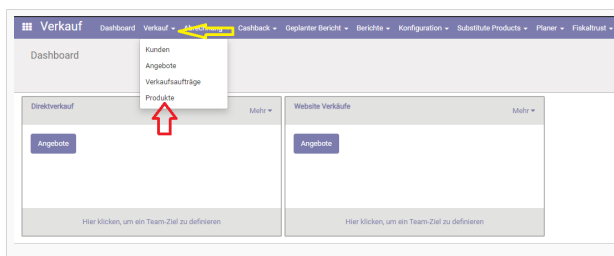 Verkauf Dashboard Verkauf Abrechnung Cashback Geplanter Bericht Berichte Konfiguration Substitute Products Planer Fiskaltrust
Dashboard
Kunden
Angebote
Verkaufsaufträge
Produkte
Direktverkauf Mehr
Angebote
Hier klicken, um ein Team-Ziel zu definieren
Website Verkäufe Mehr
Angebote
Hier klicken, um ein Team-Ziel zu definieren